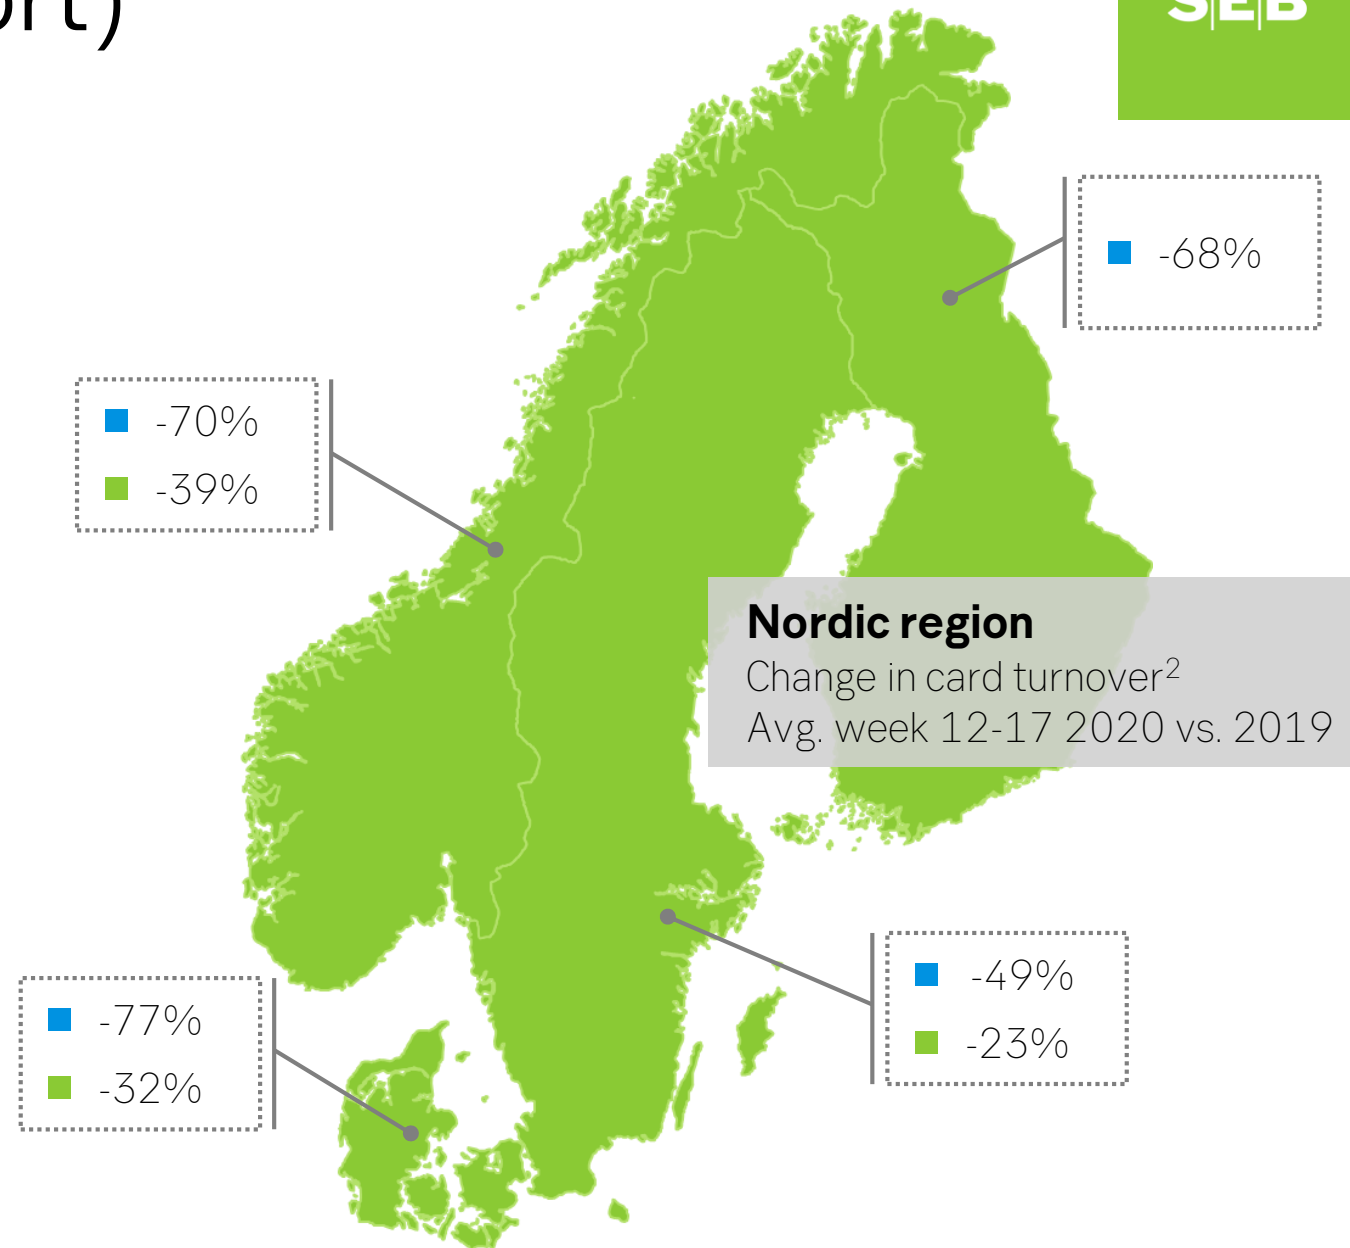 ort)
S|E|B
-68%
-70%
-39%
Nordic region
Change in card turnover²
Avg. week 12-17 2020 vs. 2019
-49%
-23%
-77%
-32%